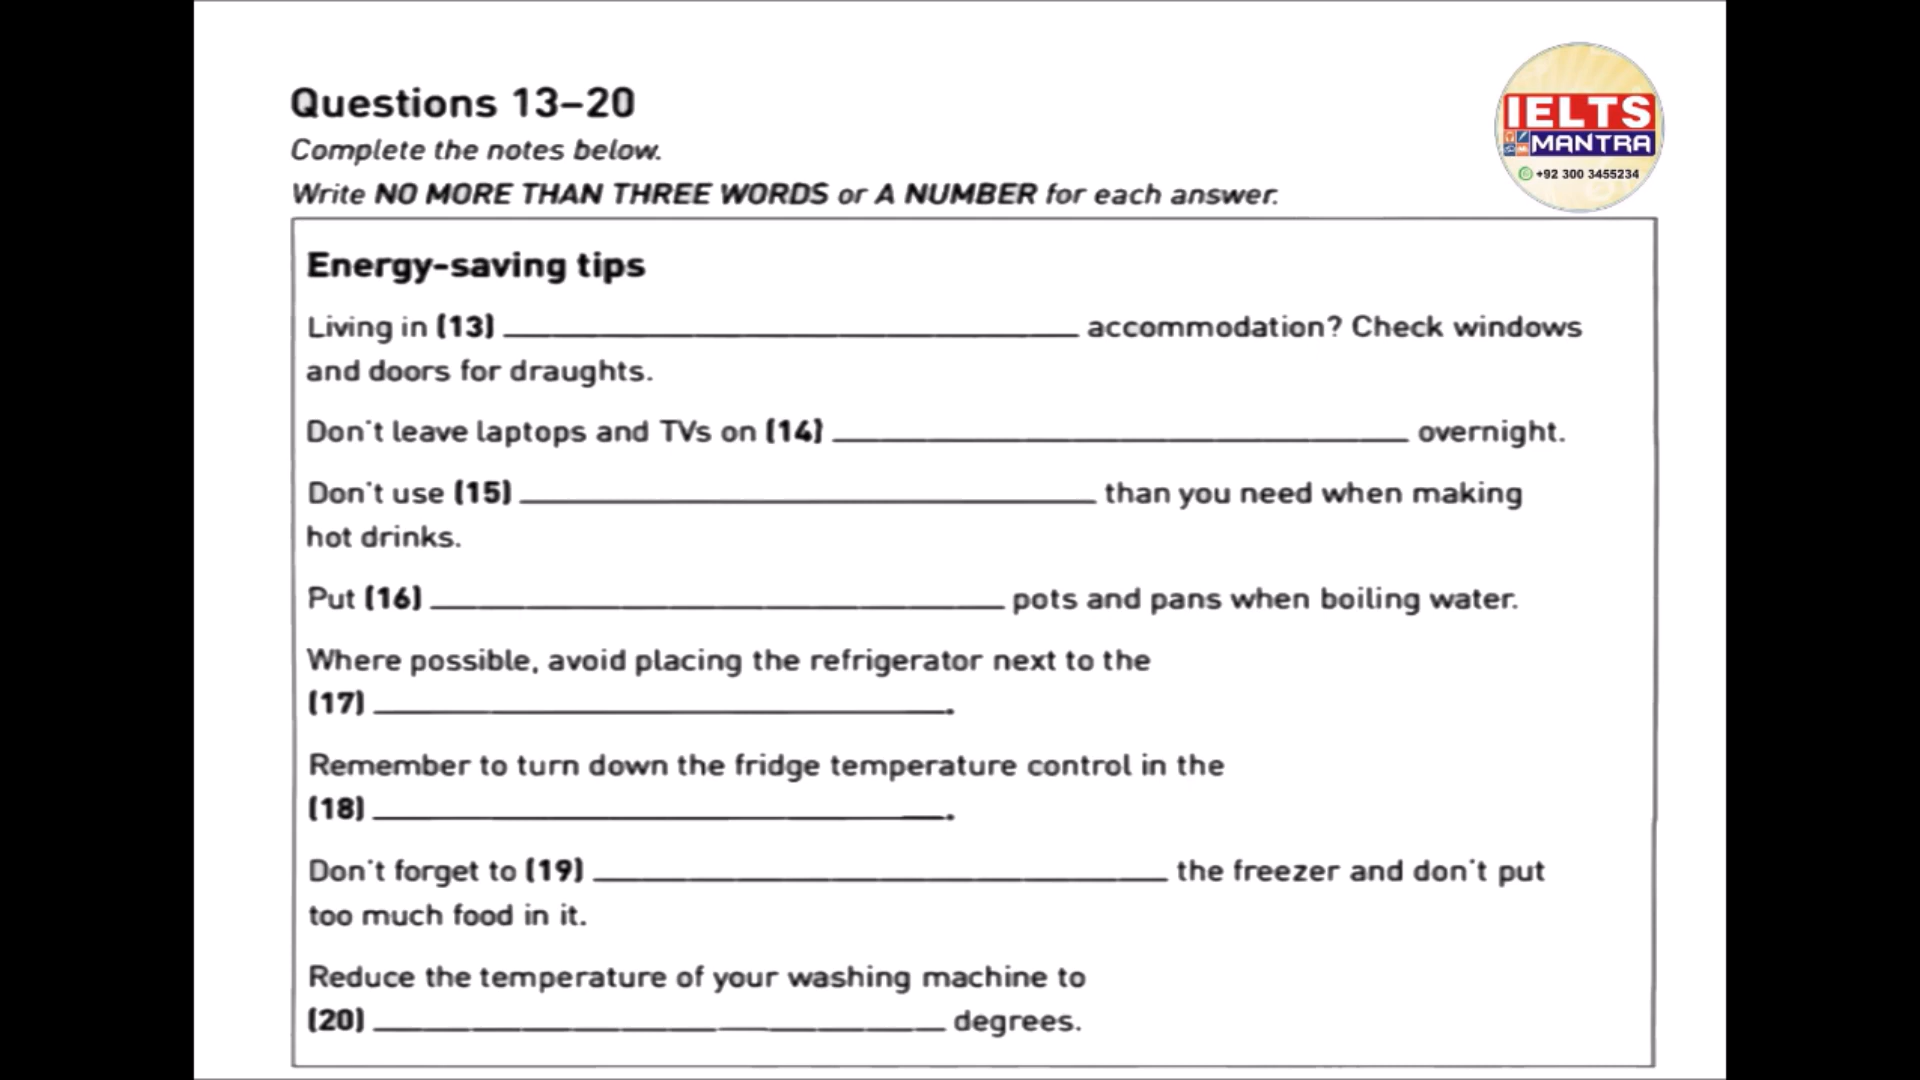 Questions 13–20
Complete the notes below.
Write NO MORE THAN THREE WORDS or A NUMBER for each answer.
IELTS
MANTRA
+92 300 3455234
Energy-saving tips
Living in (13) ______ accommodation? Check windows
and doors for draughts.
Don't leave laptops and TVs on (14) ______ overnight.
Don't use (15) ______ than you need when making
hot drinks.
Put (16) ______ pots and pans when boiling water.
Where possible, avoid placing the refrigerator next to the
(17) ______.
Remember to turn down the fridge temperature control in the
(18) ______.
Don't forget to (19) ______ the freezer and don't put
too much food in it.
Reduce the temperature of your washing machine to
(20) ______ degrees.